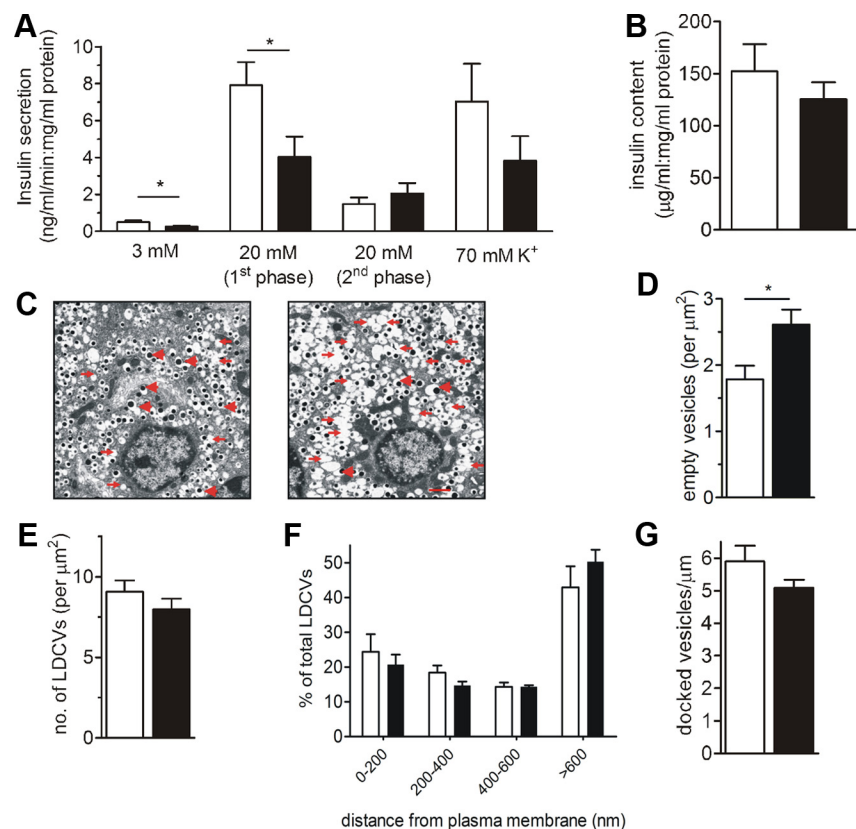 A
Insulin secretion
(ng/ml/min:mg/ml protein)
10
8
6
4
2
0
*
*
3 mM
20 mM
(1st phase)
20 mM
(2nd phase)
70 mM K+
B
insulin content
(µg/ml:mg/ml protein)
200
150
100
50
0
C
D
empty vesicles (per µm2)
3
2
1
0
*
E
no. of LDCVs (per µm2)
10
5
0
F
% of total LDCVs
50
40
30
20
10
0
0-200
200-400
400-600
>600
distance from plasma membrane (nm)
G
docked vesicles/µm
6
5
4
3
2
1
0